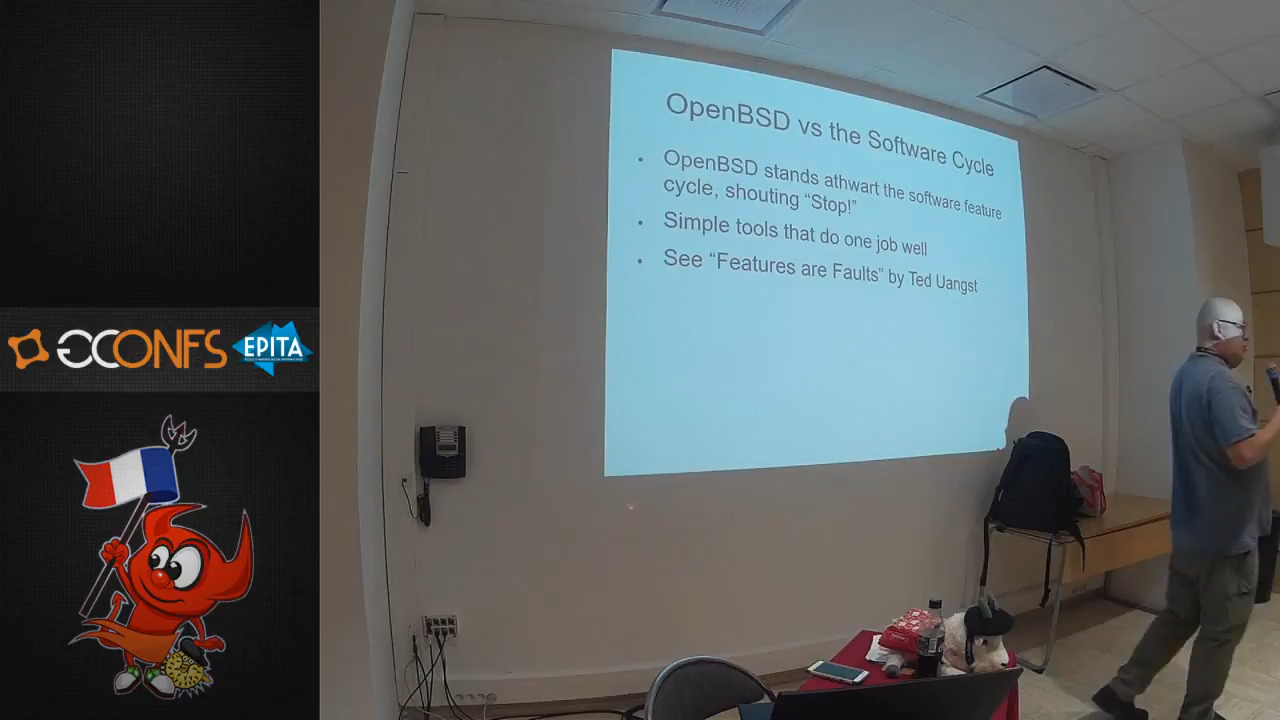 OpenBSD vs the Software Cycle
OpenBSD stands athwart the software feature
cycle, shouting “Stop!”
Simple tools that do one job well
See “Features are Faults” by Ted Uangst
GCONFS
EPITA